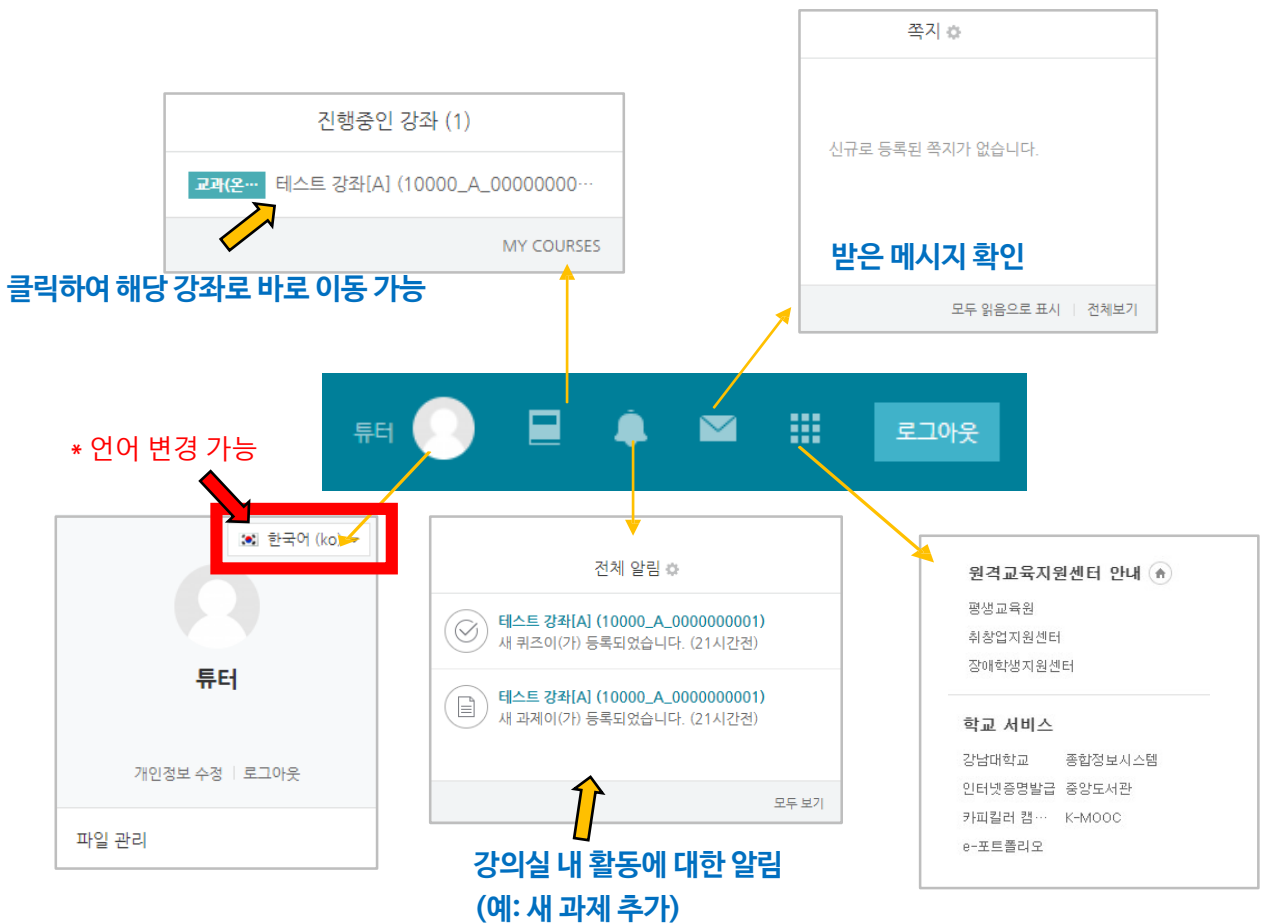 쪽지
신규로 등록된 쪽지가 없습니다.
받은 메시지 확인
모두 읽음으로 표시 | 전체보기
진행중인 강좌 (1)
교과(온… 테스트 강좌[A] (10000_A_00000000…
MY COURSES
클릭하여 해당 강좌로 바로 이동 가능
튜터
로그아웃
* 언어 변경 가능
한국어 (ko)
튜터
개인정보 수정 | 로그아웃
파일 관리
전체 알림
테스트 강좌[A] (10000_A_0000000001)
새 퀴즈이(가) 등록되었습니다. (21시간전)
테스트 강좌[A] (10000_A_0000000001)
새 과제이(가) 등록되었습니다. (21시간전)
모두 보기
강의실 내 활동에 대한 알림
(예: 새 과제 추가)
원격교육지원센터 안내
평생교육원
취창업지원센터
장애학생지원센터
학교 서비스
강남대학교 종합정보시스템
인터넷증명발급 중앙도서관
카피킬러 캠… K-MOOC
e-포트폴리오